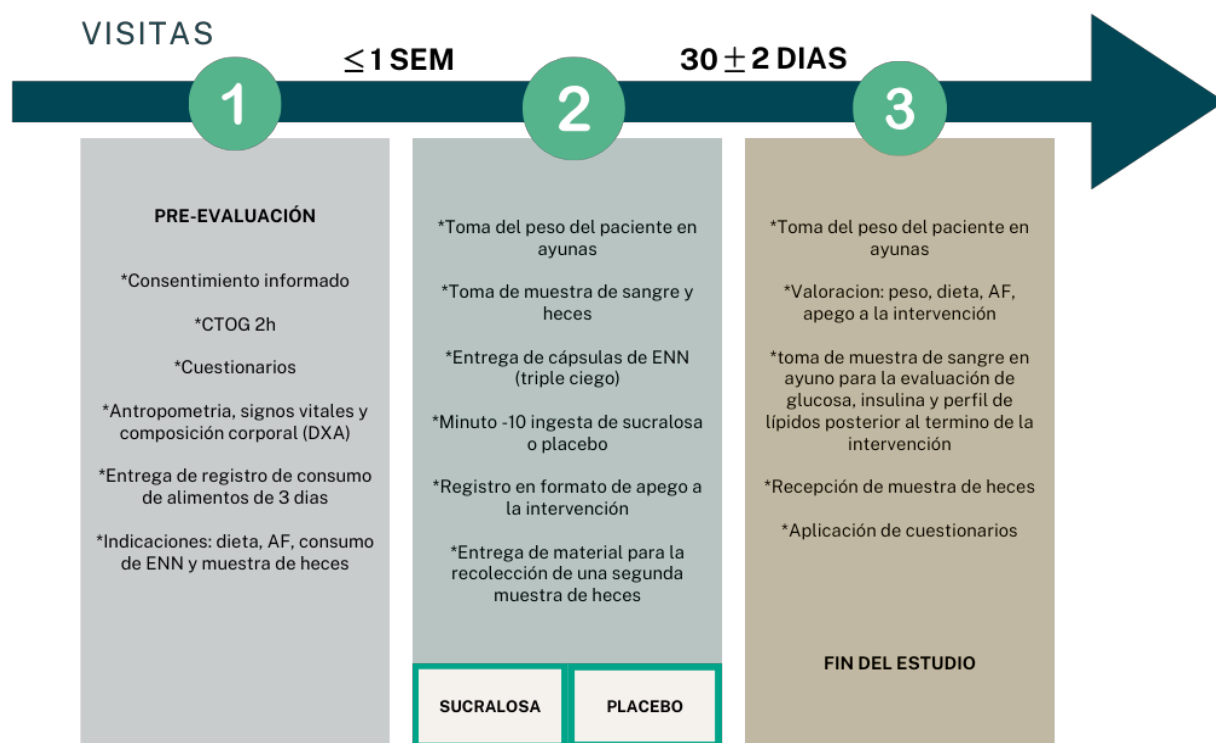 VISITAS
≤1 SEM
30 ± 2 DIAS
1
2
3
PRE-EVALUACIÓN
*Consentimiento informado
*CTOG 2h
*Cuestionarios
*Antropometria, signos vitales y
composición corporal (DXA)
*Entrega de registro de consumo
de alimentos de 3 dias
*Indicaciones: dieta, AF, consumo
de ENN y muestra de heces
*Toma del peso del paciente en
ayunas
*Toma de muestra de sangre y
heces
*Entrega de cápsulas de ENN
(triple ciego)
*Minuto -10 ingesta de sucralosa
o placebo
*Registro en formato de apego a
la intervención
*Entrega de material para la
recolección de una segunda
muestra de heces
SUCRALOSA
PLACEBO
*Toma del peso del paciente en
ayunas
*Valoracion: peso, dieta, AF,
apego a la intervención
*toma de muestra de sangre en
ayuno para la evaluación de
glucosa, insulina y perfil de
lípidos posterior al termino de la
intervención
*Recepción de muestra de heces
*Aplicación de cuestionarios
FIN DEL ESTUDIO